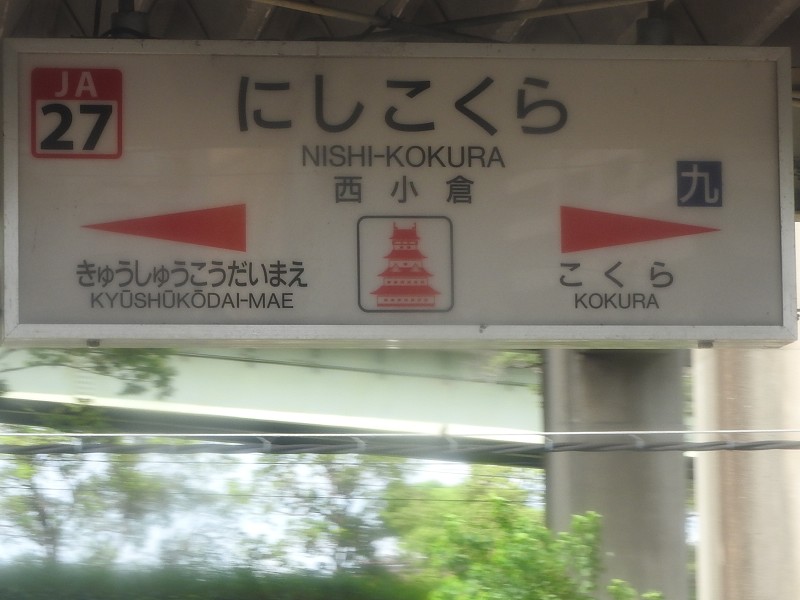 JA
27
にしこくら
NISHI-KOKURA
西小倉
九
きゅうしゅうこうだいまえ
KYŪSHŪKŌDAI-MAE
こくら
KOKURA